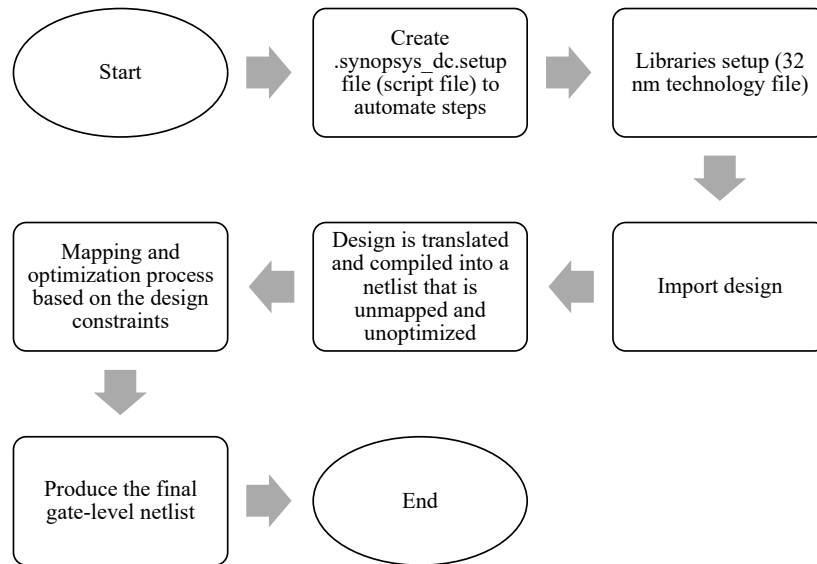 Start
Create
.synopsys_dc.setup
file (script file) to
automate steps
Libraries setup (32
nm technology file)
Import design
Design is translated
and compiled into a
netlist that is
unmapped and
unoptimized
Mapping and
optimization process
based on the design
constraints
Produce the final
gate-level netlist
End